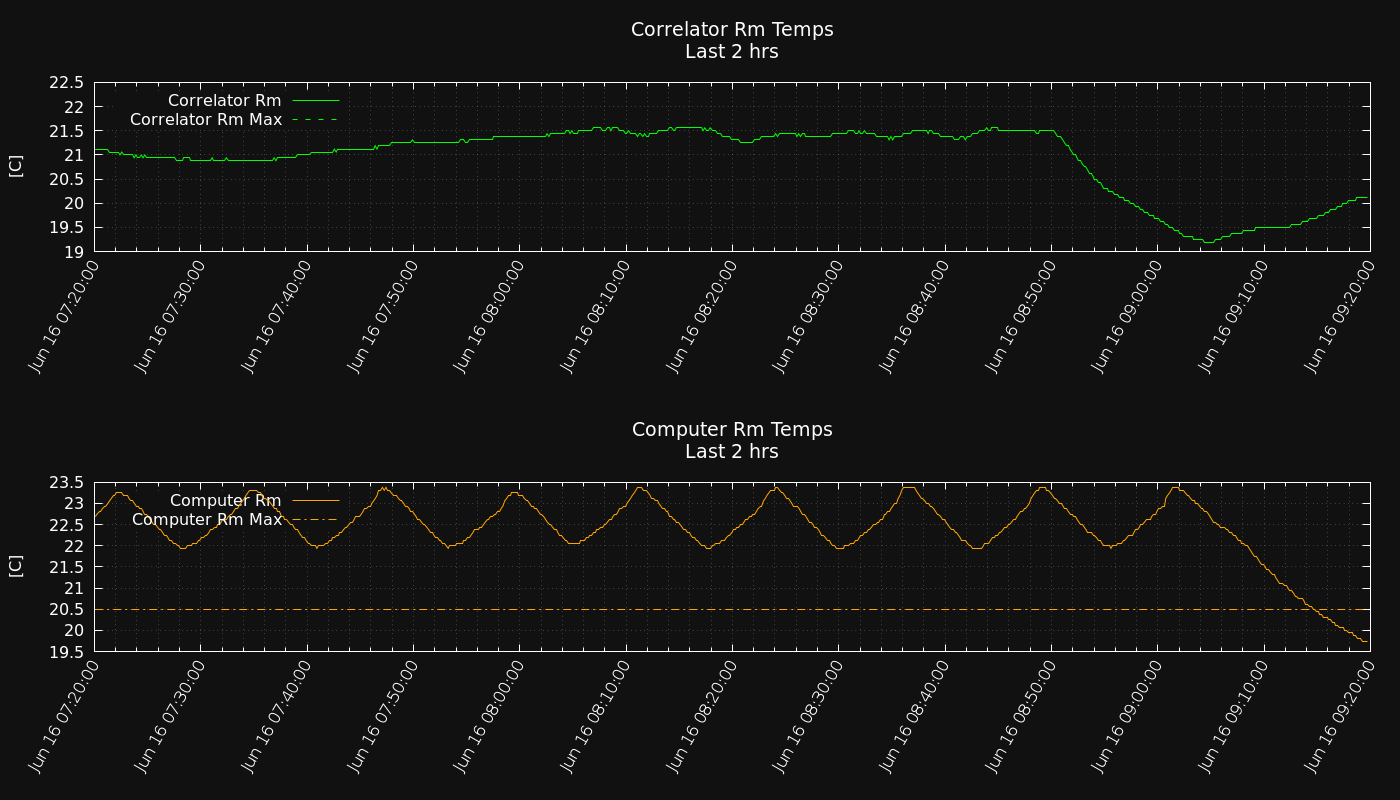 Correlator Rm Temps
Last 2 hrs
22.5
22
21.5
21
20.5
20
19.5
19
[C]
Correlator Rm
Correlator Rm Max
Jun 16 07:20:00
Jun 16 07:30:00
Jun 16 07:40:00
Jun 16 07:50:00
Jun 16 08:00:00
Jun 16 08:10:00
Jun 16 08:20:00
Jun 16 08:30:00
Jun 16 08:40:00
Jun 16 08:50:00
Jun 16 09:00:00
Jun 16 09:10:00
Jun 16 09:20:00
Computer Rm Temps
Last 2 hrs
23.5
23
22.5
22
21.5
21
20.5
20
19.5
[C]
Computer Rm
Computer Rm Max
Jun 16 07:20:00
Jun 16 07:30:00
Jun 16 07:40:00
Jun 16 07:50:00
Jun 16 08:00:00
Jun 16 08:10:00
Jun 16 08:20:00
Jun 16 08:30:00
Jun 16 08:40:00
Jun 16 08:50:00
Jun 16 09:00:00
Jun 16 09:10:00
Jun 16 09:20:00